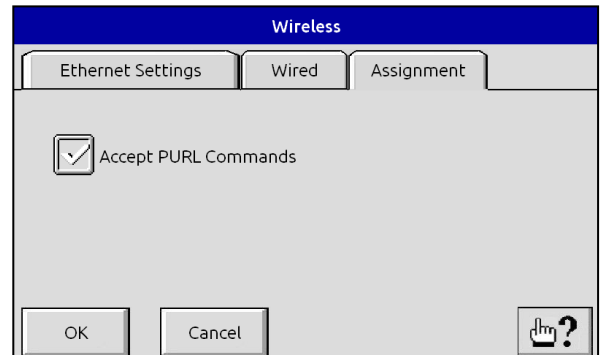 Wireless
Ethernet Settings Wired Assignment
Accept PURL Commands
OK Cancel ?